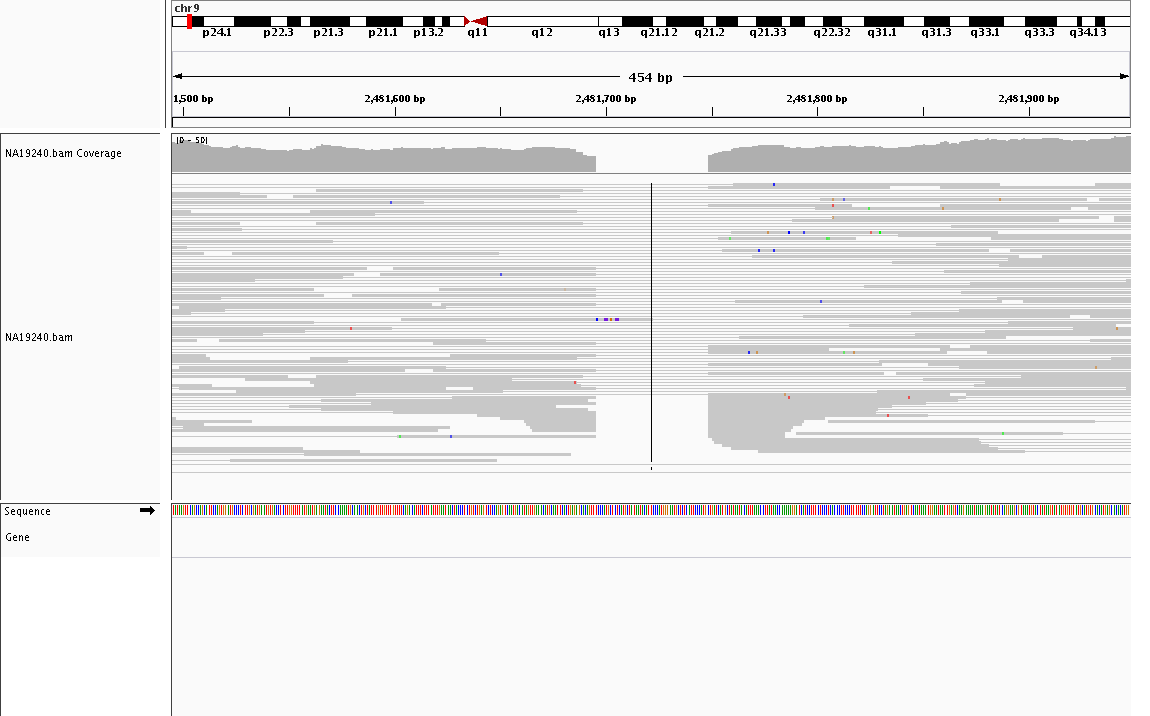 chr9
p24.1 p22.3 p21.3 p21.1 p13.2 q11 q12 q13 q21.12 q21.2 q21.33 q22.32 q31.1 q31.3 q33.1 q33.3 q34.13
454 bp
1,500 bp 2,481,600 bp 2,481,700 bp 2,481,800 bp 2,481,900 bp
[0 - 50]
NA19240.bam Coverage
NA19240.bam
Sequence
Gene